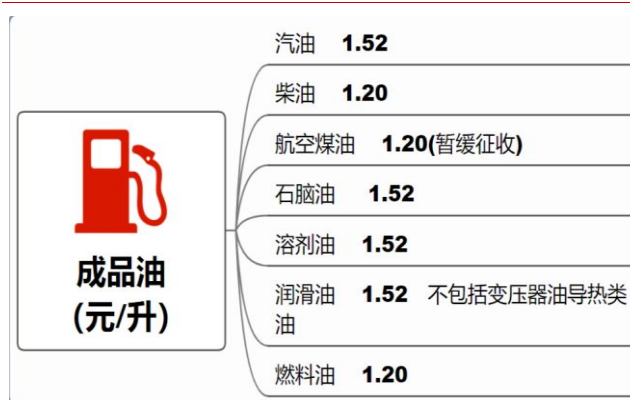 成品油
(元/升)
汽油 1.52
柴油 1.20
航空煤油 1.20(暂缓征收)
石脑油 1.52
溶剂油 1.52
润滑油 1.52 不包括变压器油导热类
油
燃料油 1.20